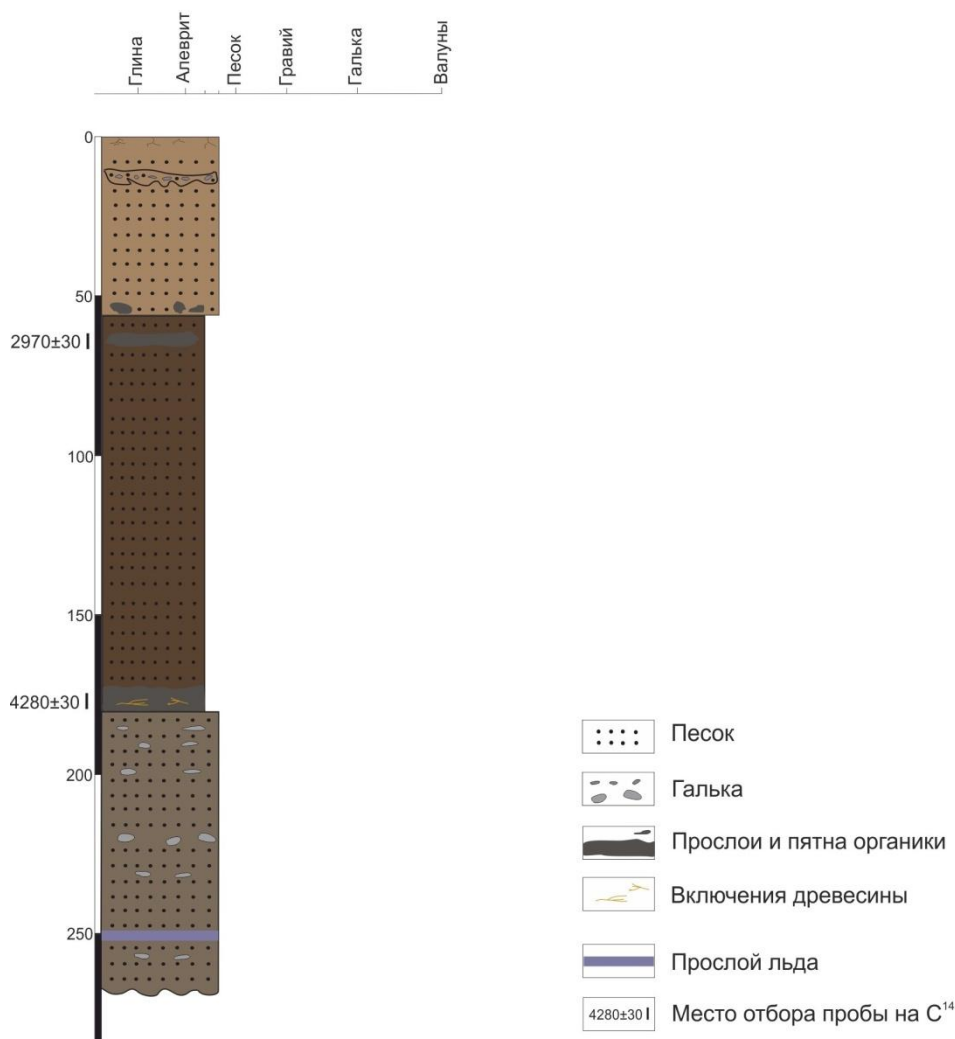 Глина
Алеврит
Песок
Гравий
Галька
Валуны
0
50
2970±30
100
150
4280±30
200
250
Песок
Галька
Прослои и пятна органики
Включения древесины
Прослой льда
4280±30 Место отбора пробы на С¹⁴